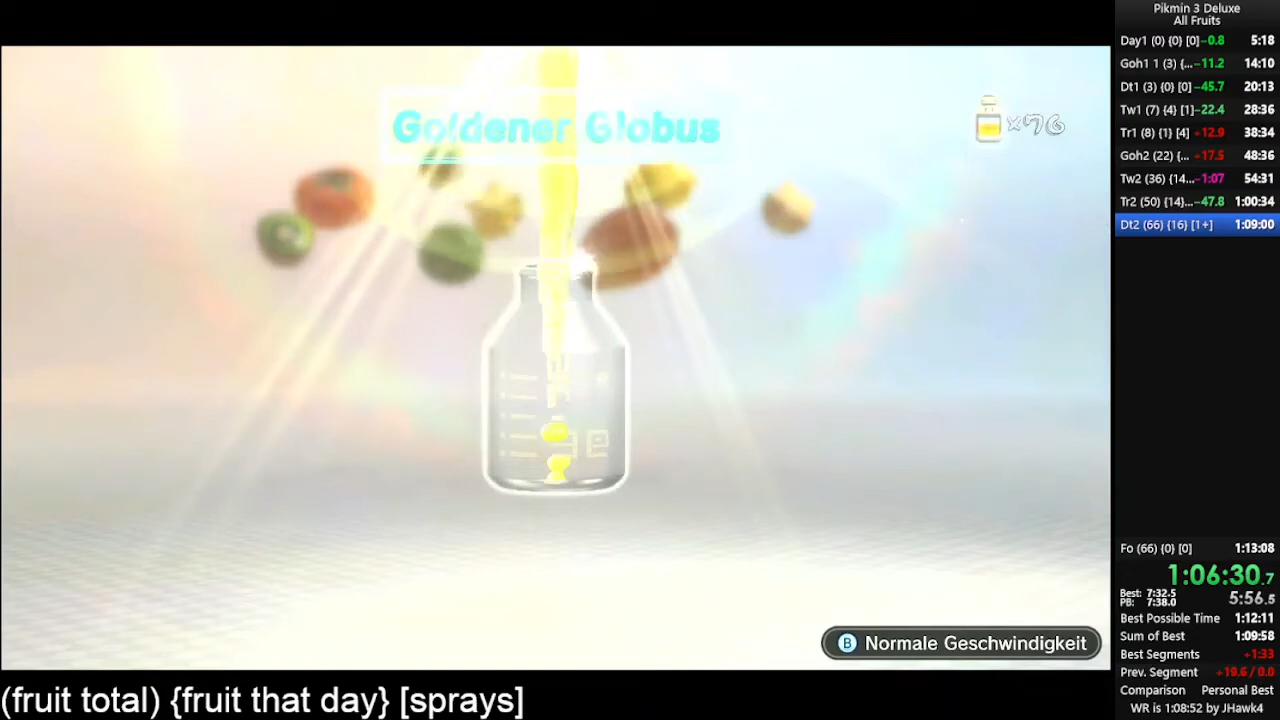 Goldener Globus
×76
B Normale Geschwindigkeit
(fruit total) {fruit that day} [sprays]
Pikmin 3 Deluxe
All Fruits
Day1 (0) {0} [0] −0.8 5:18
Goh1 1 (3) {... −11.2 14:10
Dt1 (3) {0} [0] −45.7 20:13
Tw1 (7) {4} [1] −22.4 28:36
Tr1 (8) {1} [4] +12.9 38:34
Goh2 (22) {... +17.5 48:36
Tw2 (36) {14... −1:07 54:31
Tr2 (50) {14}... −47.8 1:00:34
Dt2 (66) {16} [1+] 1:09:00
Fo (66) {0} [0] 1:13:08
1:06:30.7
Best: 7:32.5
PB: 7:38.0 5:56.5
Best Possible Time 1:12:11
Sum of Best 1:09:58
Best Segments +1:33
Prev. Segment +19.6 / 0.0
Comparison Personal Best
WR is 1:08:52 by JHawk4